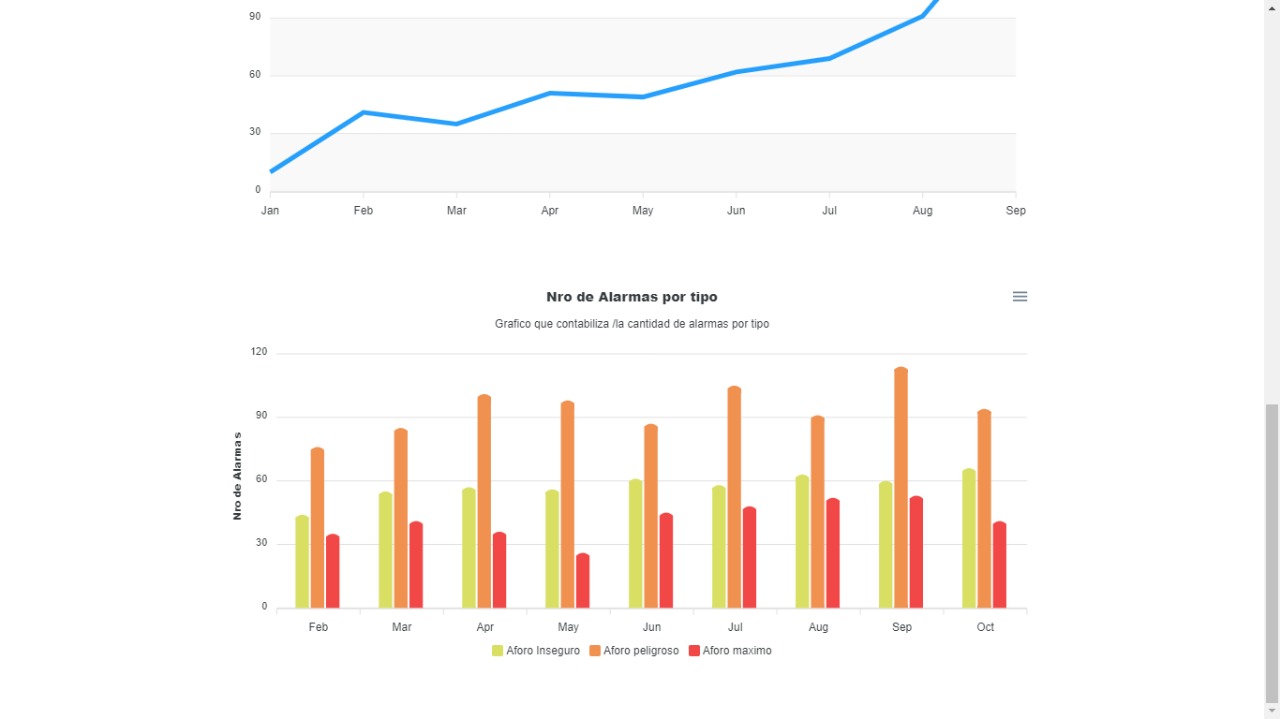 90
60
30
0
Jan Feb Mar Apr May Jun Jul Aug Sep
Nro de Alarmas por tipo
Grafico que contabiliza /la cantidad de alarmas por tipo
120
90
60
30
0
Nro de Alarmas
Feb Mar Apr May Jun Jul Aug Sep Oct
Aforo Inseguro Aforo peligroso Aforo maximo